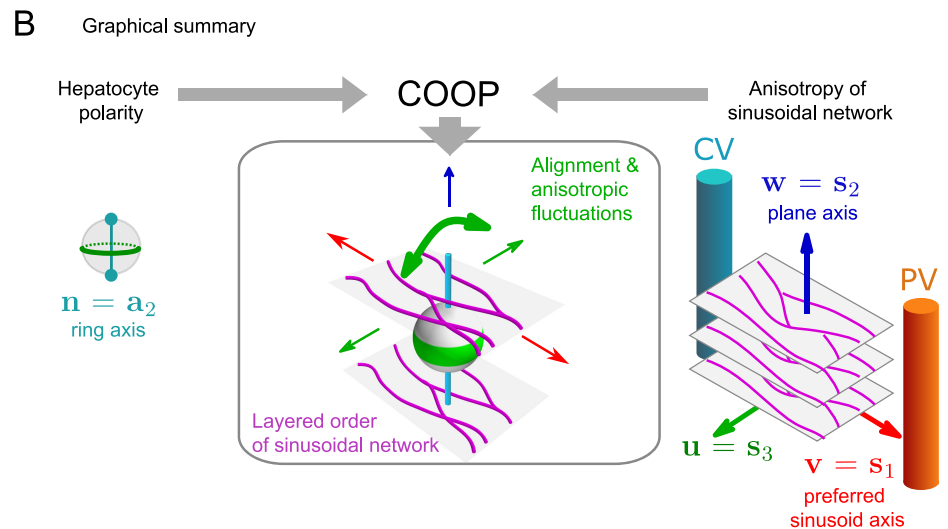 B
Graphical summary
Hepatocyte
polarity
COOP
Anisotropy of
sinusoidal network
Alignment &
anisotropic
fluctuations
CV
w = s₂
plane axis
PV
n = a₂
ring axis
Layered order
of sinusoidal network
u = s₃
v = s₁
preferred
sinusoid axis